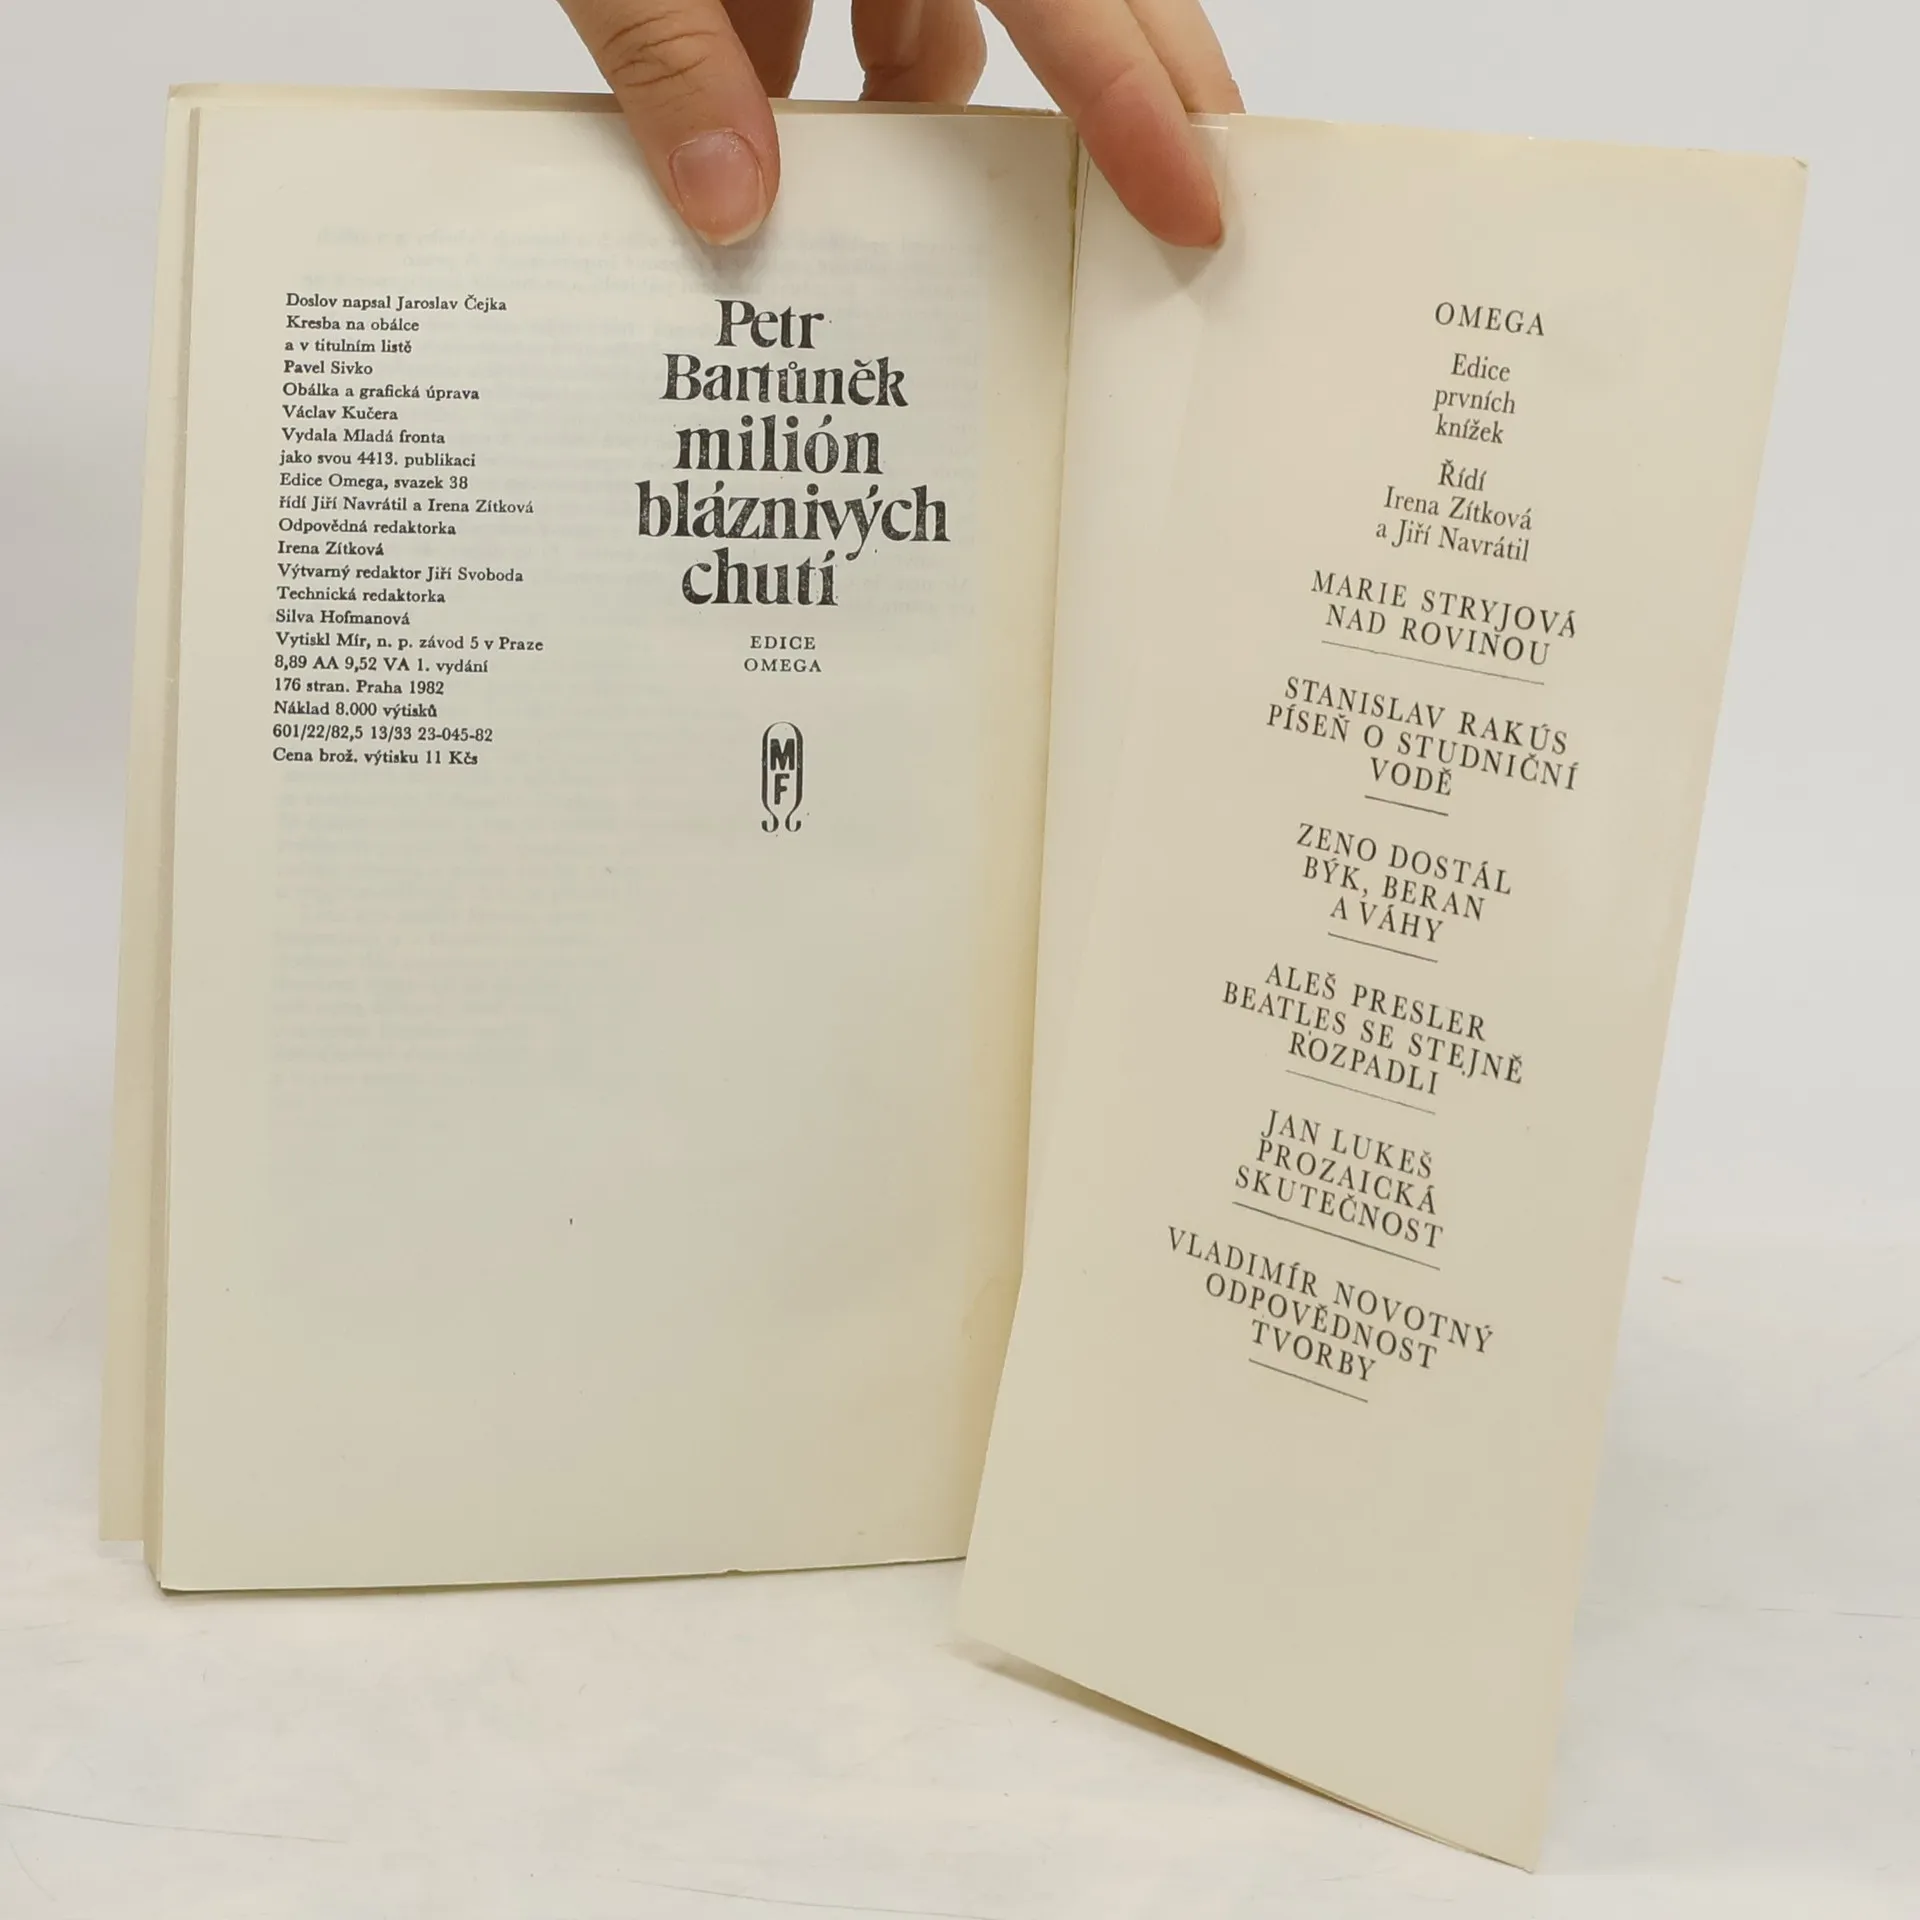 Doslov napsal Jaroslav Čejka
Kresba na obálce
a v titulním listě
Pavel Sivko
Obálka a grafická úprava
Václav Kučera
Vydala Mladá fronta
jako svou 4413. publikaci
Edice Omega, svazek 38
řídí Jiří Navrátil a Irena Zítková
Odpovědná redaktorka
Irena Zítková
Výtvarný redaktor Jiří Svoboda
Technická redaktorka
Silva Hofmanová
Vytiskl Mír, n. p. závod 5 v Praze
8,89 AA 9,52 VA 1. vydání
176 stran. Praha 1982
Náklad 8.000 výtisků
601/22/82,5 13/33 23-045-82
Cena brož. výtisku 11 Kčs
Petr
Bartůněk
milión
bláznivých
chutí
EDICE
OMEGA
MF
OMEGA
Edice
prvních
knížek
Řídí
Irena Zítková
a Jiří Navrátil
MARIE STRYJOVÁ
NAD ROVINOU
STANISLAV RAKÚS
PÍSEŇ O STUDNIČNÍ
VODĚ
ZENO DOSTÁL
BÝK, BERAN
A VÁHY
ALEŠ PRESLER
BEATLES SE STEJNĚ
ROZPADLI
JAN LUKEŠ
PROZAICKÁ
SKUTEČNOST
VLADIMÍR NOVOTNÝ
ODPOVĚDNOST
TVORBY